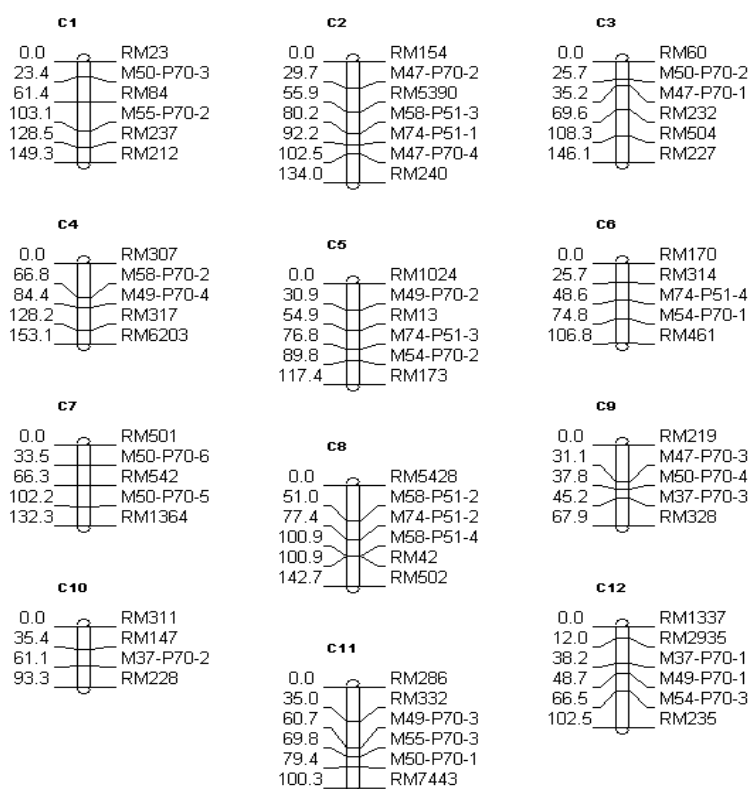 C1
0.0 RM23
23.4 M50-P70-3
61.4 RM84
103.1 M55-P70-2
128.5 RM237
149.3 RM212
C2
0.0 RM154
29.7 M47-P70-2
55.9 RM5390
80.2 M58-P51-3
92.2 M74-P51-1
102.5 M47-P70-4
134.0 RM240
C3
0.0 RM60
25.7 M50-P70-2
35.2 M47-P70-1
69.6 RM232
108.3 RM504
146.1 RM227
C4
0.0 RM307
66.8 M58-P70-2
84.4 M49-P70-4
128.2 RM317
153.1 RM6203
C5
0.0 RM1024
30.9 M49-P70-2
54.9 RM13
76.8 M74-P51-3
89.8 M54-P70-2
117.4 RM173
C6
0.0 RM170
25.7 RM314
48.6 M74-P51-4
74.8 M54-P70-1
106.8 RM461
C7
0.0 RM501
33.5 M50-P70-6
66.3 RM542
102.2 M50-P70-5
132.3 RM1364
C8
0.0 RM5428
51.0 M58-P51-2
77.4 M74-P51-2
100.9 M58-P51-4
100.9 RM42
142.7 RM502
C9
0.0 RM219
31.1 M47-P70-3
37.8 M50-P70-4
45.2 M37-P70-3
67.9 RM328
C10
0.0 RM311
35.4 RM147
61.1 M37-P70-2
93.3 RM228
C11
0.0 RM286
35.0 RM332
60.7 M49-P70-3
69.8 M55-P70-3
79.4 M50-P70-1
100.3 RM7443
C12
0.0 RM1337
12.0 RM2935
38.2 M37-P70-1
48.7 M49-P70-1
66.5 M54-P70-3
102.5 RM235